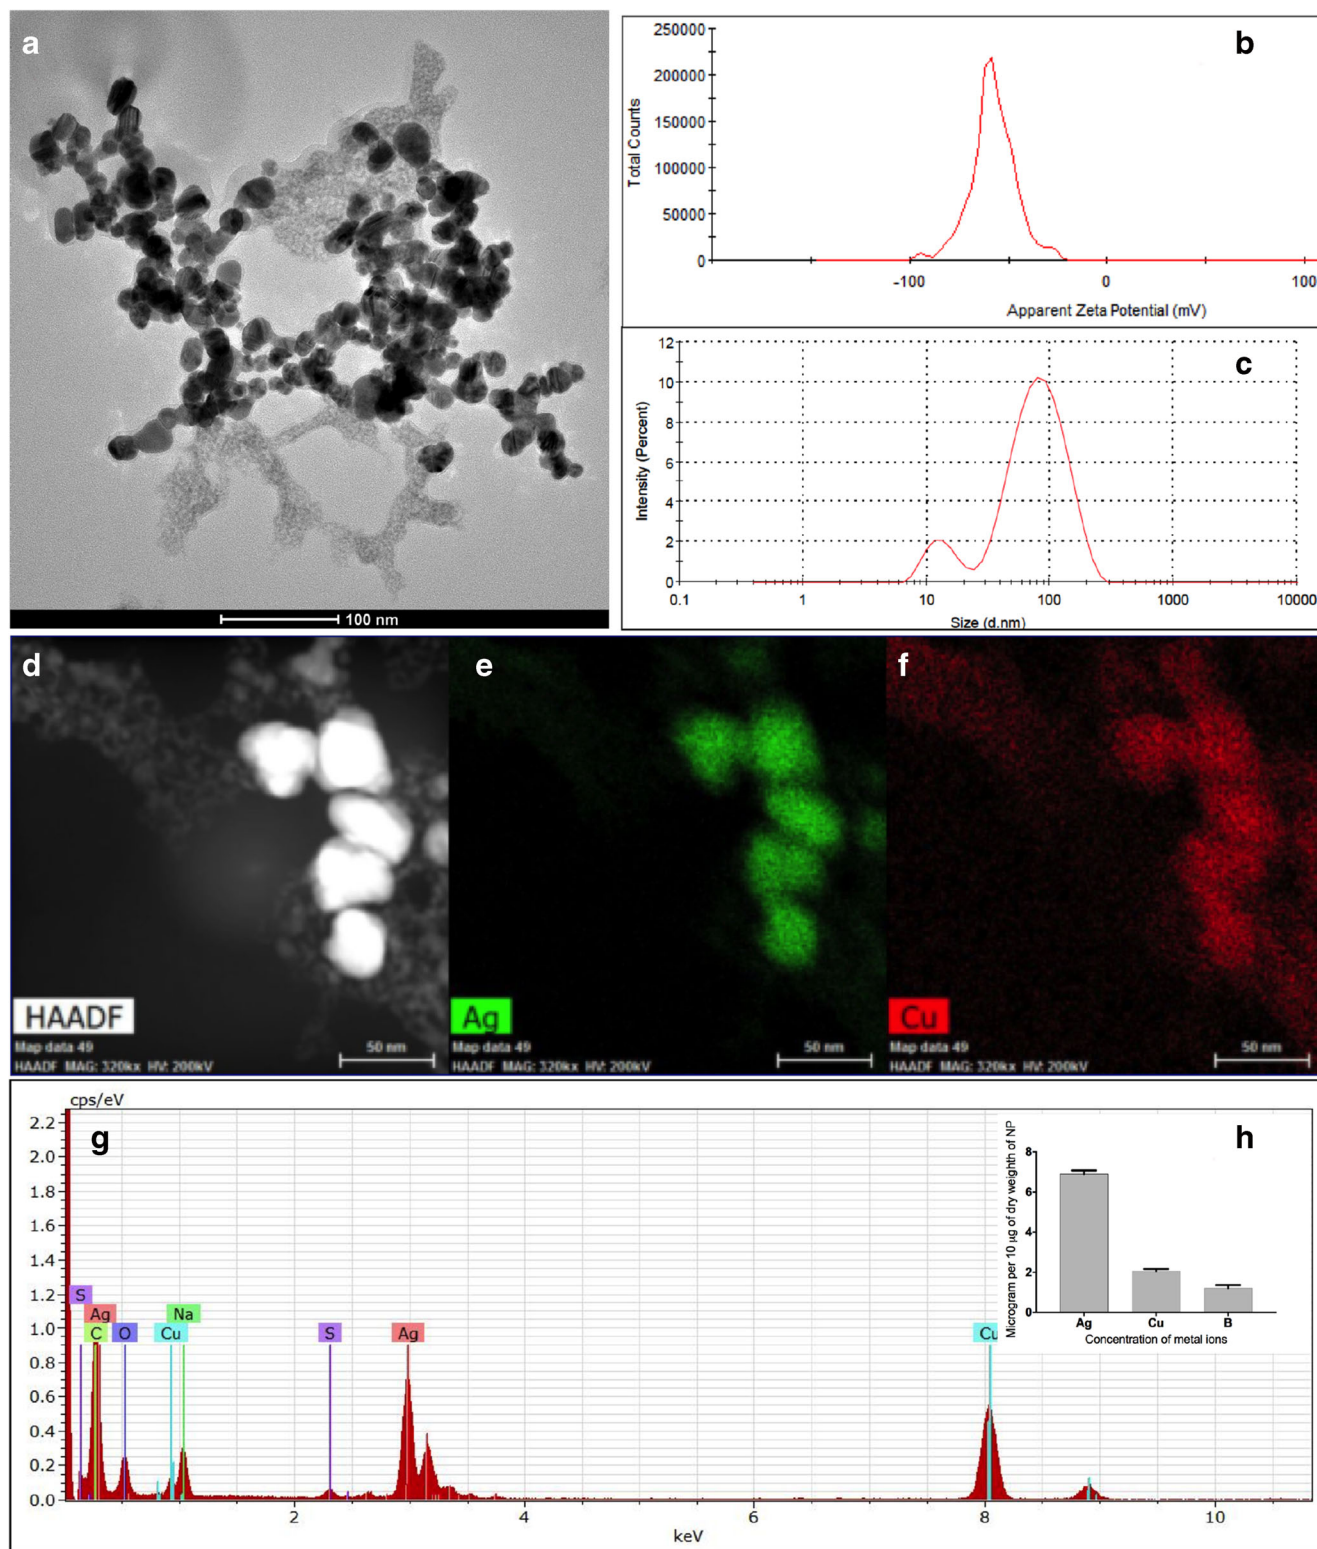 a
100 nm
b
250000
200000
150000
100000
50000
0
Total Counts
-100
0
100
Apparent Zeta Potential (mV)
c
12
10
8
6
4
2
0
Intensity (Percent)
0.1
1
10
100
1000
10000
Size (d.nm)
d
HAADF
Map data 49
HAADF MAG: 320kx HV: 200kV
50 nm
e
Ag
Map data 49
HAADF MAG: 320kx HV: 200kV
50 nm
f
Cu
Map data 49
HAADF MAG: 320kx HV: 200kV
50 nm
cps/eV
g
2.2
2.0
1.8
1.6
1.4
1.2
1.0
0.8
0.6
0.4
0.2
0.0
S
Ag
Na
C
O
Cu
S
Ag
Cu
2
4
6
8
10
keV
h
Microgram per 10 µg of dry weighth of NP
8
6
4
2
0
Ag
Cu
B
Concentration of metal ions